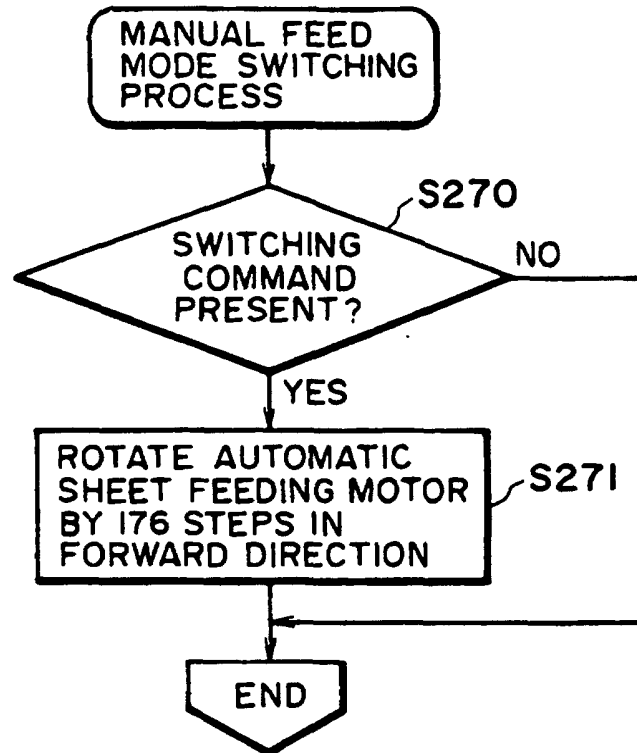 MANUAL FEED
MODE SWITCHING
PROCESS
S270
SWITCHING
COMMAND
PRESENT?
NO
YES
ROTATE AUTOMATIC
SHEET FEEDING MOTOR
BY 176 STEPS IN
FORWARD DIRECTION
S271
END